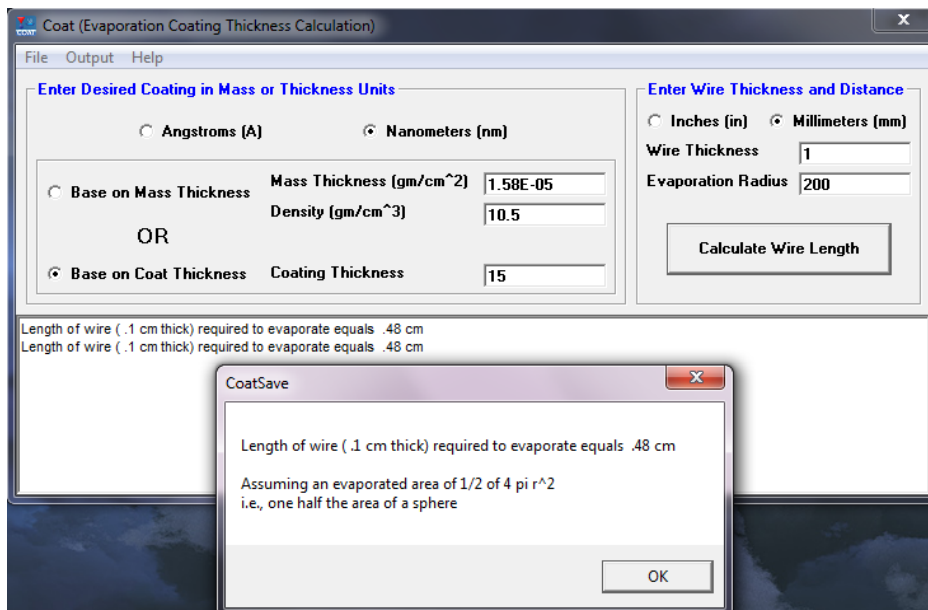 COAT
Coat (Evaporation Coating Thickness Calculation)
X
File Output Help
Enter Desired Coating in Mass or Thickness Units
Angstroms (A) Nanometers (nm)
Base on Mass Thickness
OR
Base on Coat Thickness
Mass Thickness (gm/cm^2) 1.58E-05
Density (gm/cm^3) 10.5
Coating Thickness 15
Enter Wire Thickness and Distance
Inches (in) Millimeters (mm)
Wire Thickness 1
Evaporation Radius 200
Calculate Wire Length
Length of wire ( .1 cm thick) required to evaporate equals .48 cm
Length of wire ( .1 cm thick) required to evaporate equals .48 cm
CoatSave
X
Length of wire ( .1 cm thick) required to evaporate equals .48 cm
Assuming an evaporated area of 1/2 of 4 pi r^2
i.e., one half the area of a sphere
OK